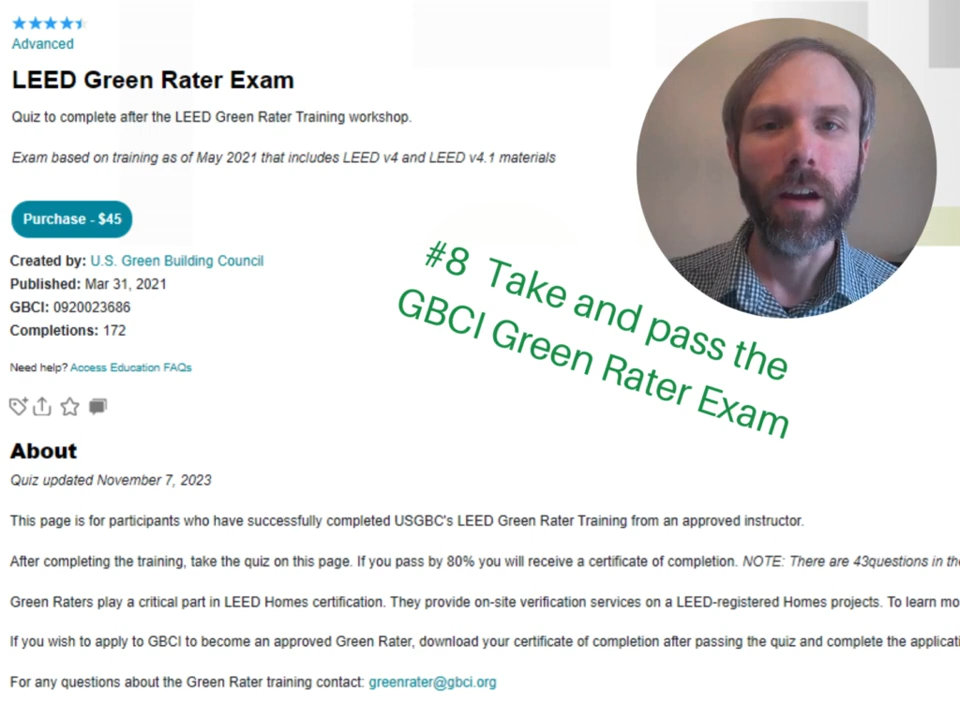 Advanced
LEED Green Rater Exam
Quiz to complete after the LEED Green Rater Training workshop.
Exam based on training as of May 2021 that includes LEED v4 and LEED v4.1 materials
Purchase - $45
Created by: U.S. Green Building Council
Published: Mar 31, 2021
GBCI: 0920023686
Completions: 172
#8 Take and pass the
GBCI Green Rater Exam
Need help? Access Education FAQs
About
Quiz updated November 7, 2023
This page is for participants who have successfully completed USGBC's LEED Green Rater Training from an approved instructor.
After completing the training, take the quiz on this page. If you pass by 80% you will receive a certificate of completion. NOTE: There are 43questions in the
Green Raters play a critical part in LEED Homes certification. They provide on-site verification services on a LEED-registered Homes projects. To learn mo
If you wish to apply to GBCI to become an approved Green Rater, download your certificate of completion after passing the quiz and complete the applicati
For any questions about the Green Rater training contact: greenrater@gbci.org